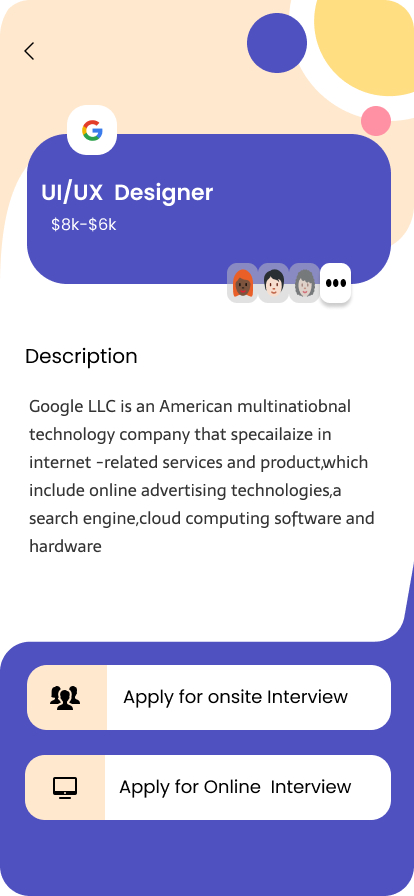 UI/UX  Designer
$8k-$6k
Description
Google LLC is an American multinatiobnal
technology company that specailaize in
internet -related services and product,which
include online advertising technologies,a
search engine,cloud computing software and
hardware
Apply for onsite Interview
Apply for Online  Interview